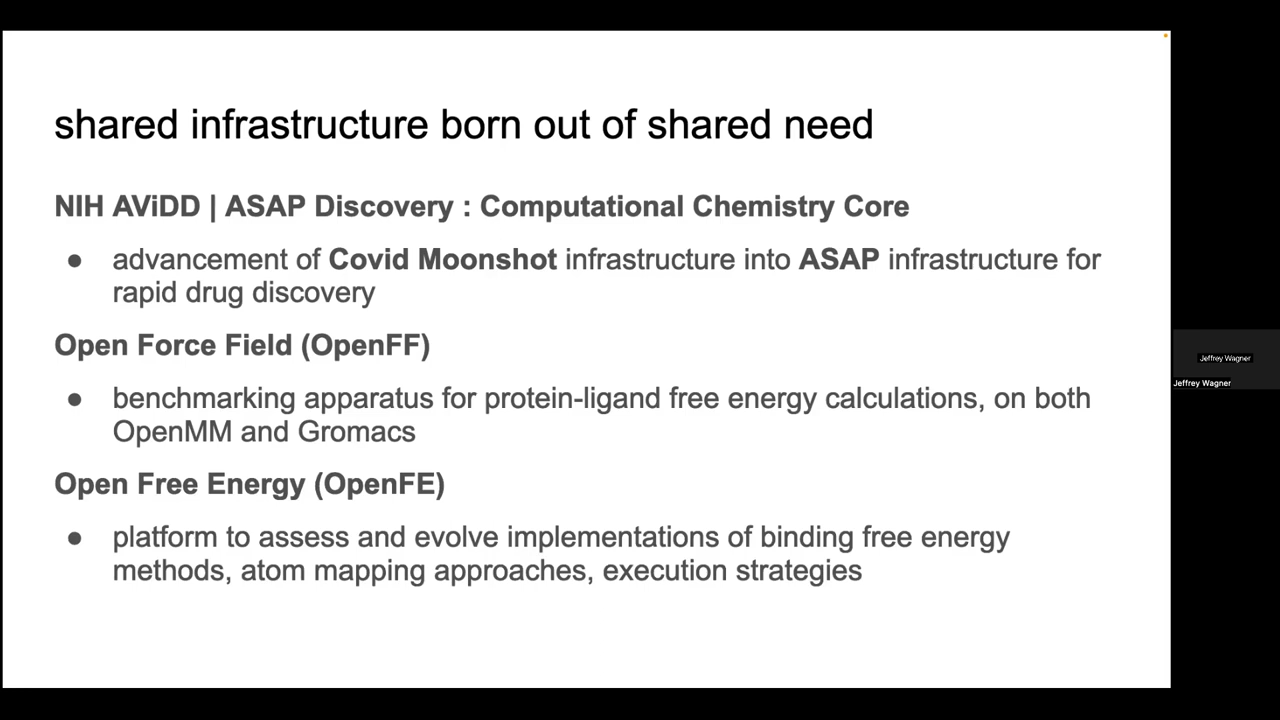 shared infrastructure born out of shared need
NIH AViDD | ASAP Discovery : Computational Chemistry Core
● advancement of Covid Moonshot infrastructure into ASAP infrastructure for
rapid drug discovery
Open Force Field (OpenFF)
● benchmarking apparatus for protein-ligand free energy calculations, on both
OpenMM and Gromacs
Open Free Energy (OpenFE)
● platform to assess and evolve implementations of binding free energy
methods, atom mapping approaches, execution strategies
Jeffrey Wagner
Jeffrey Wagner